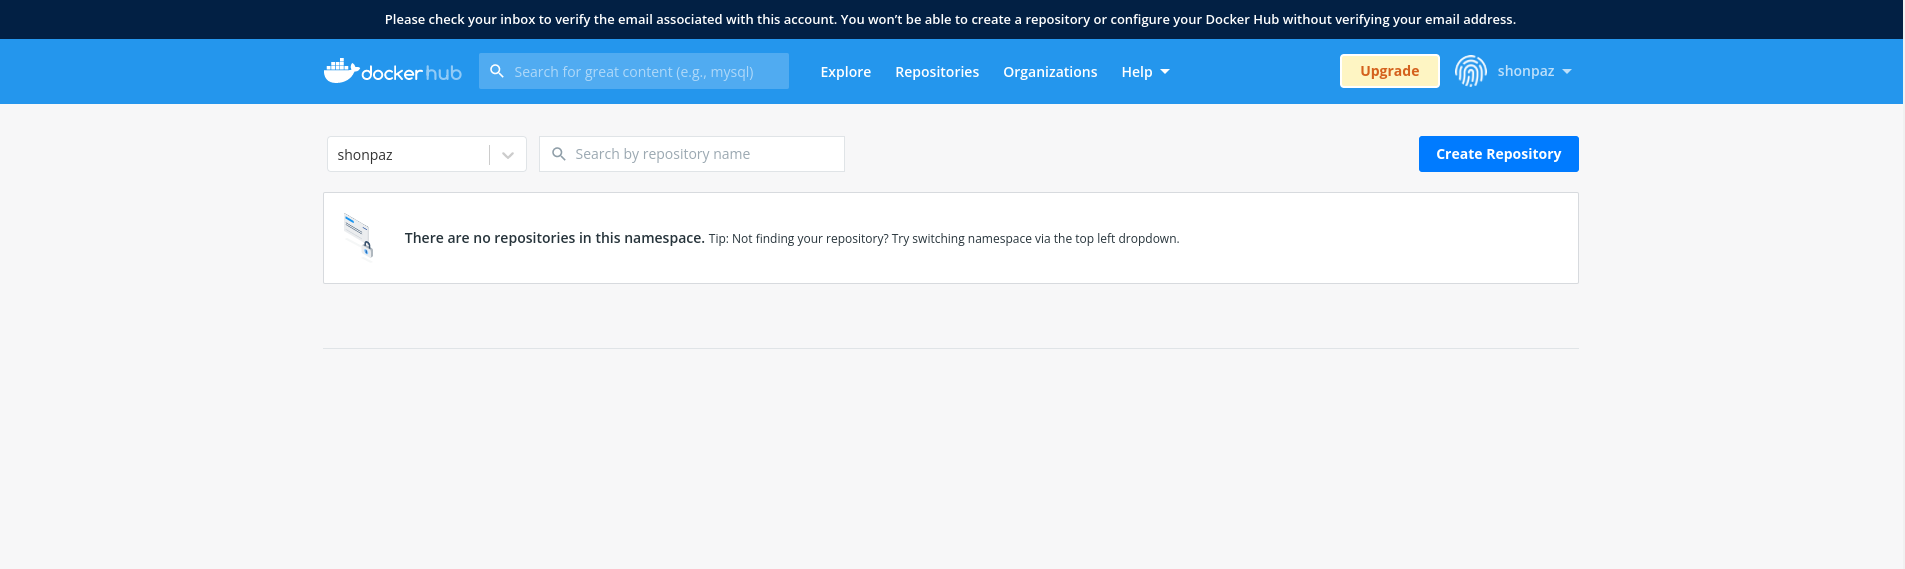 Please check your inbox to verify the email associated with this account. You won’t be able to create a repository or configure your Docker Hub without verifying your email address.
docker hub
Search for great content (e.g., mysql)
Explore
Repositories
Organizations
Help
Upgrade
shonpaz
shonpaz
Search by repository name
Create Repository
There are no repositories in this namespace. Tip: Not finding your repository? Try switching namespace via the top left dropdown.